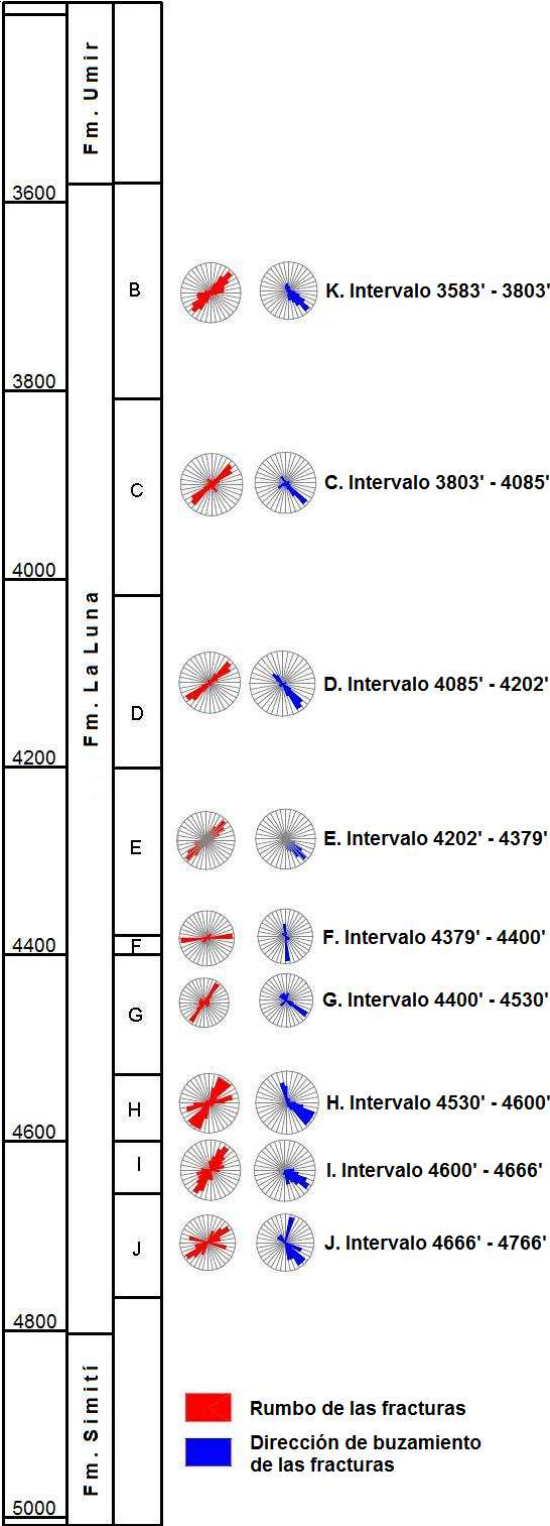 Fm. Umir
3600
B
K. Intervalo 3583' - 3803'
3800
C
C. Intervalo 3803' - 4085'
4000
Fm. La Luna
D
D. Intervalo 4085' - 4202'
4200
E
E. Intervalo 4202' - 4379'
F
F. Intervalo 4379' - 4400'
4400
G
G. Intervalo 4400' - 4530'
H
H. Intervalo 4530' - 4600'
4600
I
I. Intervalo 4600' - 4666'
J
J. Intervalo 4666' - 4766'
4800
Fm. Simití
Rumbo de las fracturas
Dirección de buzamiento
de las fracturas
5000